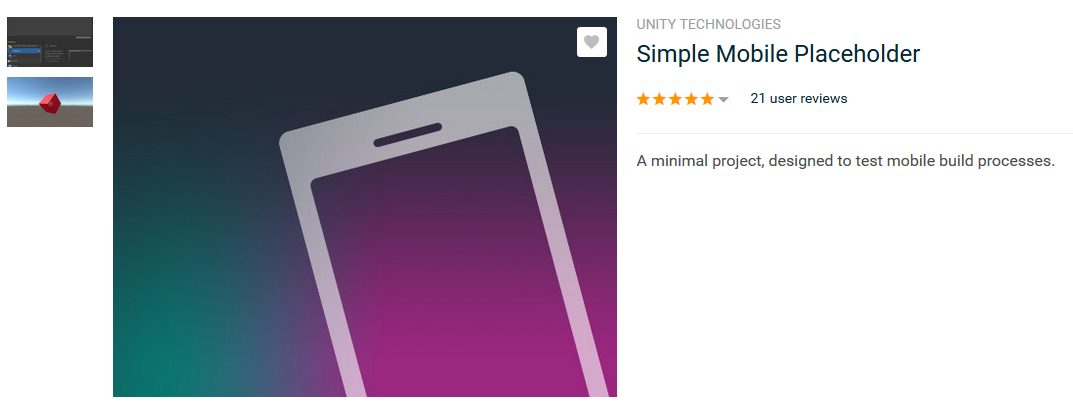 UNITY TECHNOLOGIES
Simple Mobile Placeholder
21 user reviews
A minimal project, designed to test mobile build processes.